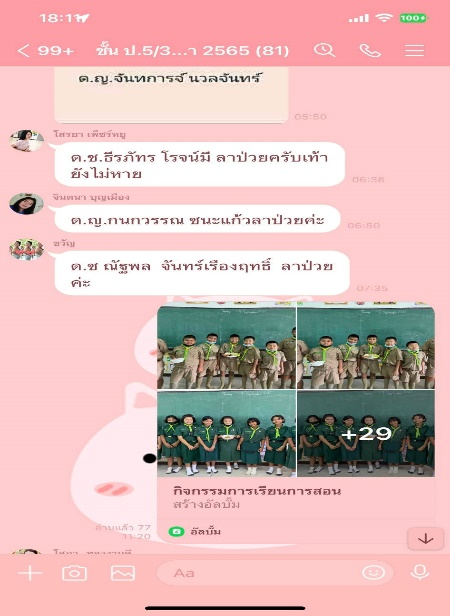 18:11
100+
99+
ชั้น ป.5/3...า 2565 (81)
ด.ญ.จันทการจ์ นวลจันทร์
05:50
โสรยา เพ็ชร์หมู
ด.ช.ธีรภัทร โรจน์มี ลาป่วยครับเท้า
ยังไม่หาย
06:38
จินตนา บุญเมือง
ด.ญ.กนกวรรณ ชนะแก้วลาป่วยค่ะ
06:50
ขวัญ
ด.ช ณัฐพล จันทร์เรืองฤทธิ์ ลาป่วย
ค่ะ
07:35
+29
กิจกรรมการเรียนการสอน
สร้างอัลบั้ม
อัลบั้ม
อ่านแล้ว 77
11:20
Aa